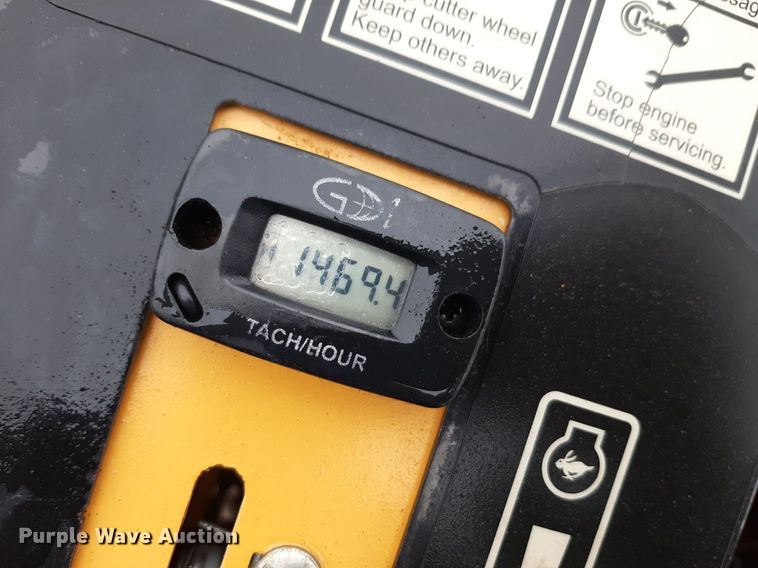 cutter wheel
guard down.
Keep others away.
Stop engine
before servicing.
1469.4
TACH/HOUR
Purple Wave Auction